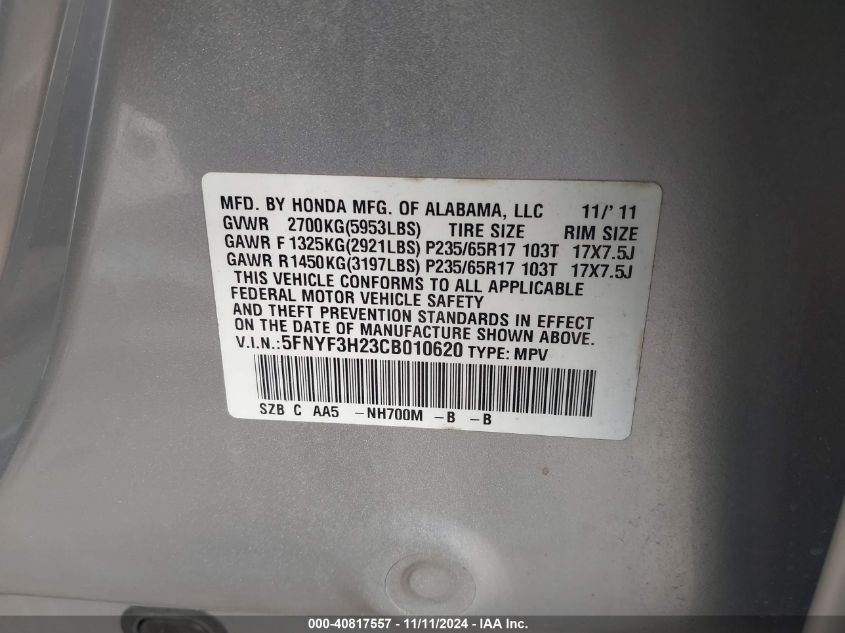 MFD. BY HONDA MFG. OF ALABAMA, LLC 11/'11
GVWR 2700KG(5953LBS) TIRE SIZE RIM SIZE
GAWR F 1325KG(2921LBS) P235/65R17 103T 17X7.5J
GAWR R1450KG(3197LBS) P235/65R17 103T 17X7.5J
THIS VEHICLE CONFORMS TO ALL APPLICABLE
FEDERAL MOTOR VEHICLE SAFETY
AND THEFT PREVENTION STANDARDS IN EFFECT
ON THE DATE OF MANUFACTURE SHOWN ABOVE.
V.I.N.:5FNYF3H23CB010620 TYPE: MPV
SZB C AA5 -NH700M -B -B
000-40817557 - 11/11/2024 - IAA Inc.